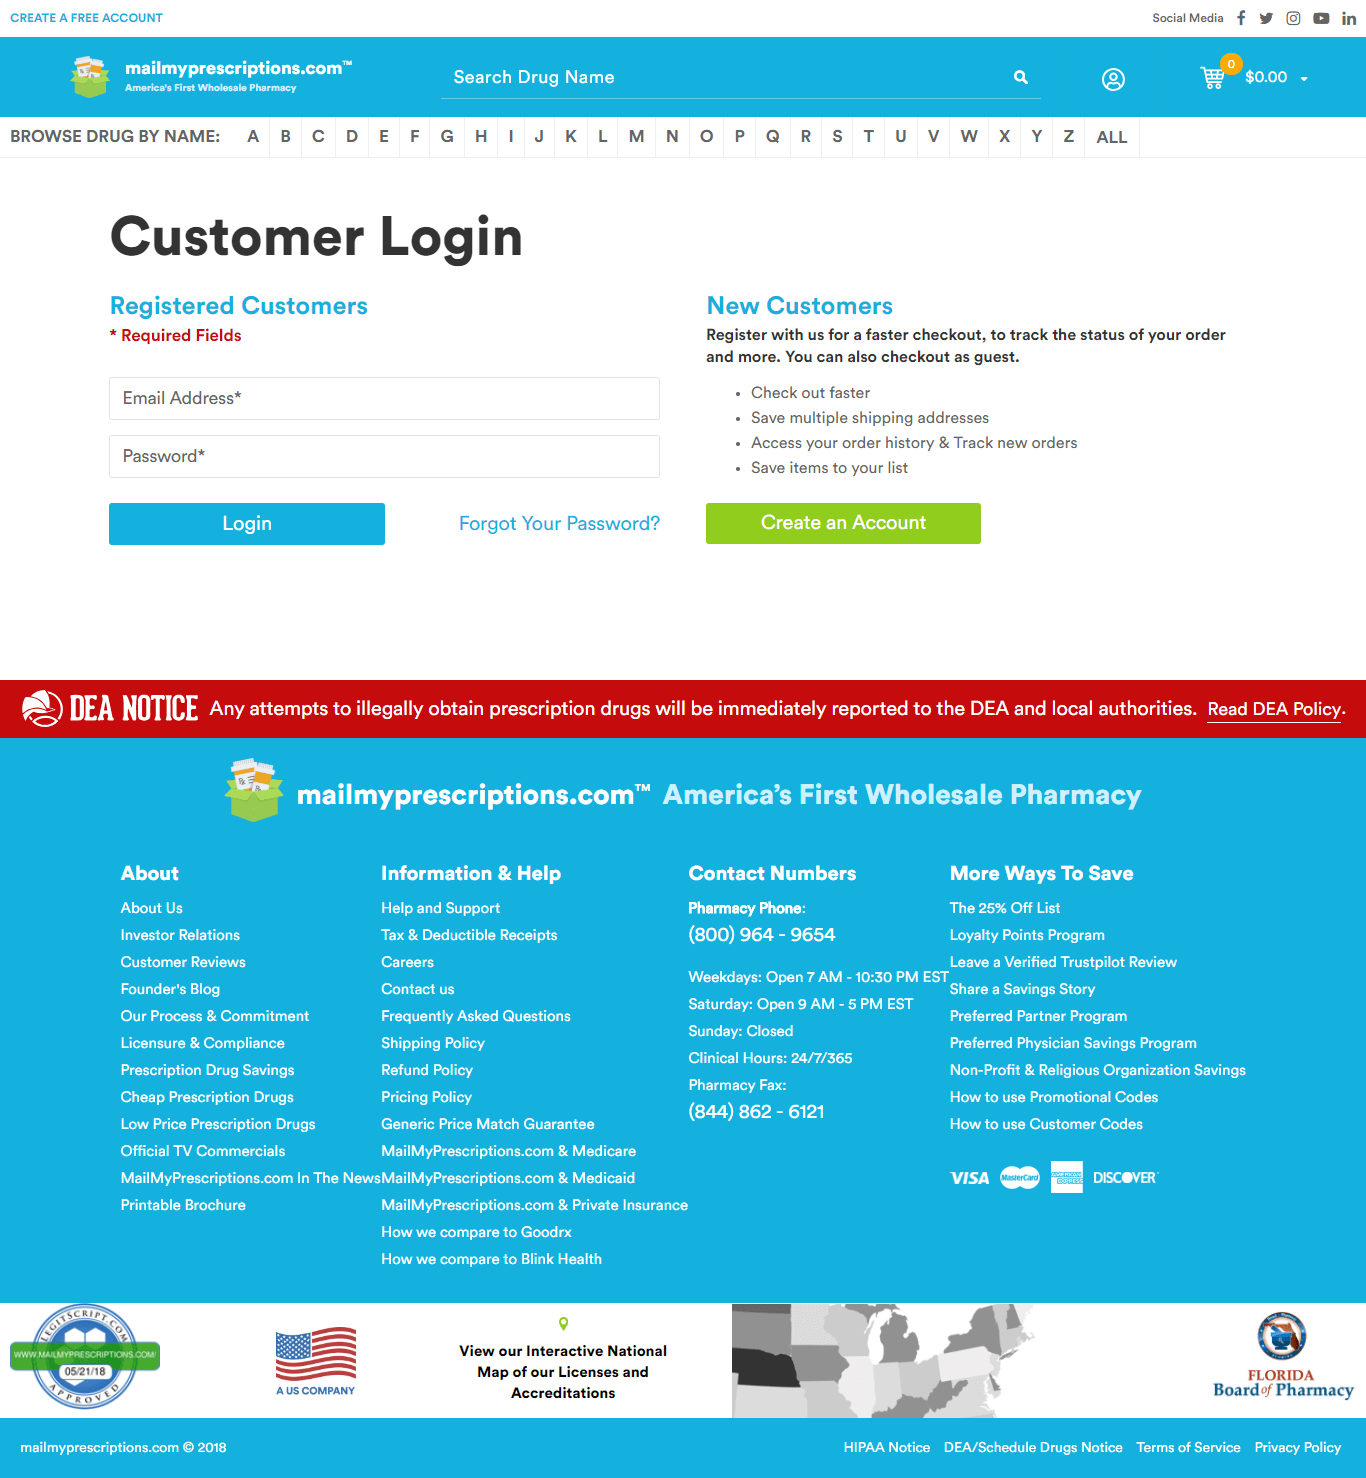 CREATE A FREE ACCOUNT
Social Media
mailmyprescriptions.com™
America's First Wholesale Pharmacy
Search Drug Name
0
$0.00
BROWSE DRUG BY NAME: A B C D E F G H I J K L M N O P Q R S T U V W X Y Z ALL
Customer Login
Registered Customers
* Required Fields
Email Address*
Password*
Login
Forgot Your Password?
New Customers
Register with us for a faster checkout, to track the status of your order
and more. You can also checkout as guest.
Check out faster
Save multiple shipping addresses
Access your order history & Track new orders
Save items to your list
Create an Account
DEA NOTICE Any attempts to illegally obtain prescription drugs will be immediately reported to the DEA and local authorities. Read DEA Policy.
mailmyprescriptions.com™ America's First Wholesale Pharmacy
About
About Us
Investor Relations
Customer Reviews
Founder's Blog
Our Process & Commitment
Licensure & Compliance
Prescription Drug Savings
Cheap Prescription Drugs
Low Price Prescription Drugs
Official TV Commercials
MailMyPrescriptions.com In The News
Printable Brochure
Information & Help
Help and Support
Tax & Deductible Receipts
Careers
Contact us
Frequently Asked Questions
Shipping Policy
Refund Policy
Pricing Policy
Generic Price Match Guarantee
MailMyPrescriptions.com & Medicare
MailMyPrescriptions.com & Medicaid
MailMyPrescriptions.com & Private Insurance
How we compare to Goodrx
How we compare to Blink Health
Contact Numbers
Pharmacy Phone:
(800) 964 - 9654
Weekdays: Open 7 AM - 10:30 PM EST
Saturday: Open 9 AM - 5 PM EST
Sunday: Closed
Clinical Hours: 24/7/365
Pharmacy Fax:
(844) 862 - 6121
More Ways To Save
The 25% Off List
Loyalty Points Program
Leave a Verified Trustpilot Review
Share a Savings Story
Preferred Partner Program
Preferred Physician Savings Program
Non-Profit & Religious Organization Savings
How to use Promotional Codes
How to use Customer Codes
VISA MasterCard AMERICAN EXPRESS DISCOVER
LEGITSCRIPT.COM
WWW.MAILMYPRESCRIPTIONS.COM
05/21/18
APPROVED
A US COMPANY
View our Interactive National
Map of our Licenses and
Accreditations
FLORIDA
Board of Pharmacy
mailmyprescriptions.com © 2018
HIPAA Notice DEA/Schedule Drugs Notice Terms of Service Privacy Policy